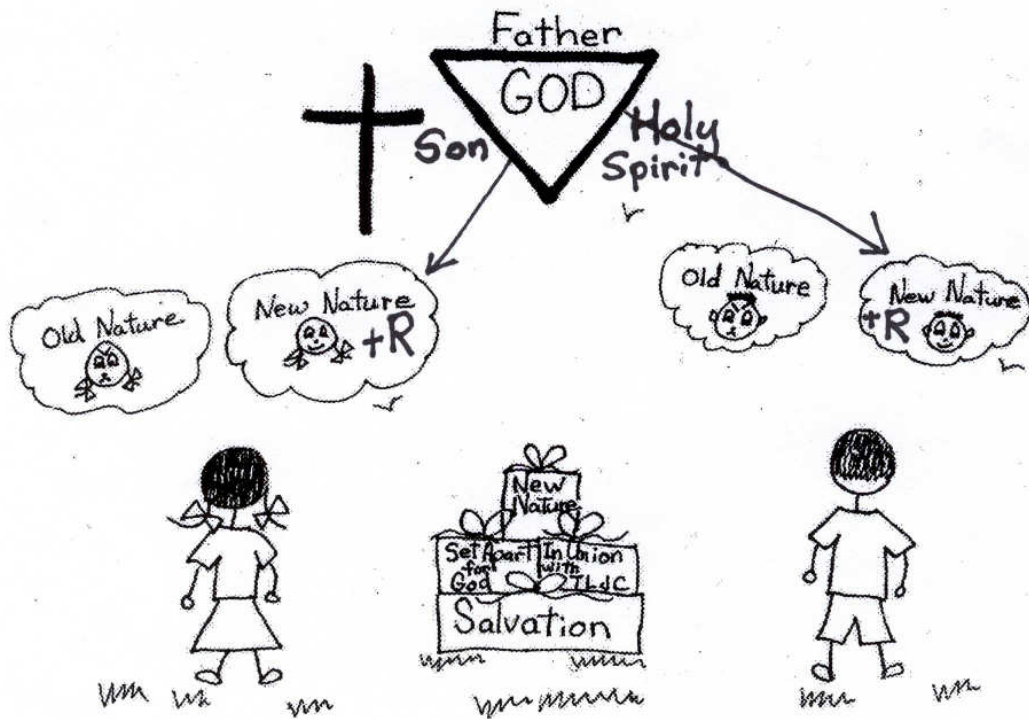 Father
GOD
Son
Holy
Spirit
Old Nature
New Nature
+R
Old Nature
New Nature
+R
New
Nature
Set Apart
for
God
In Union
with
TLJC
Salvation